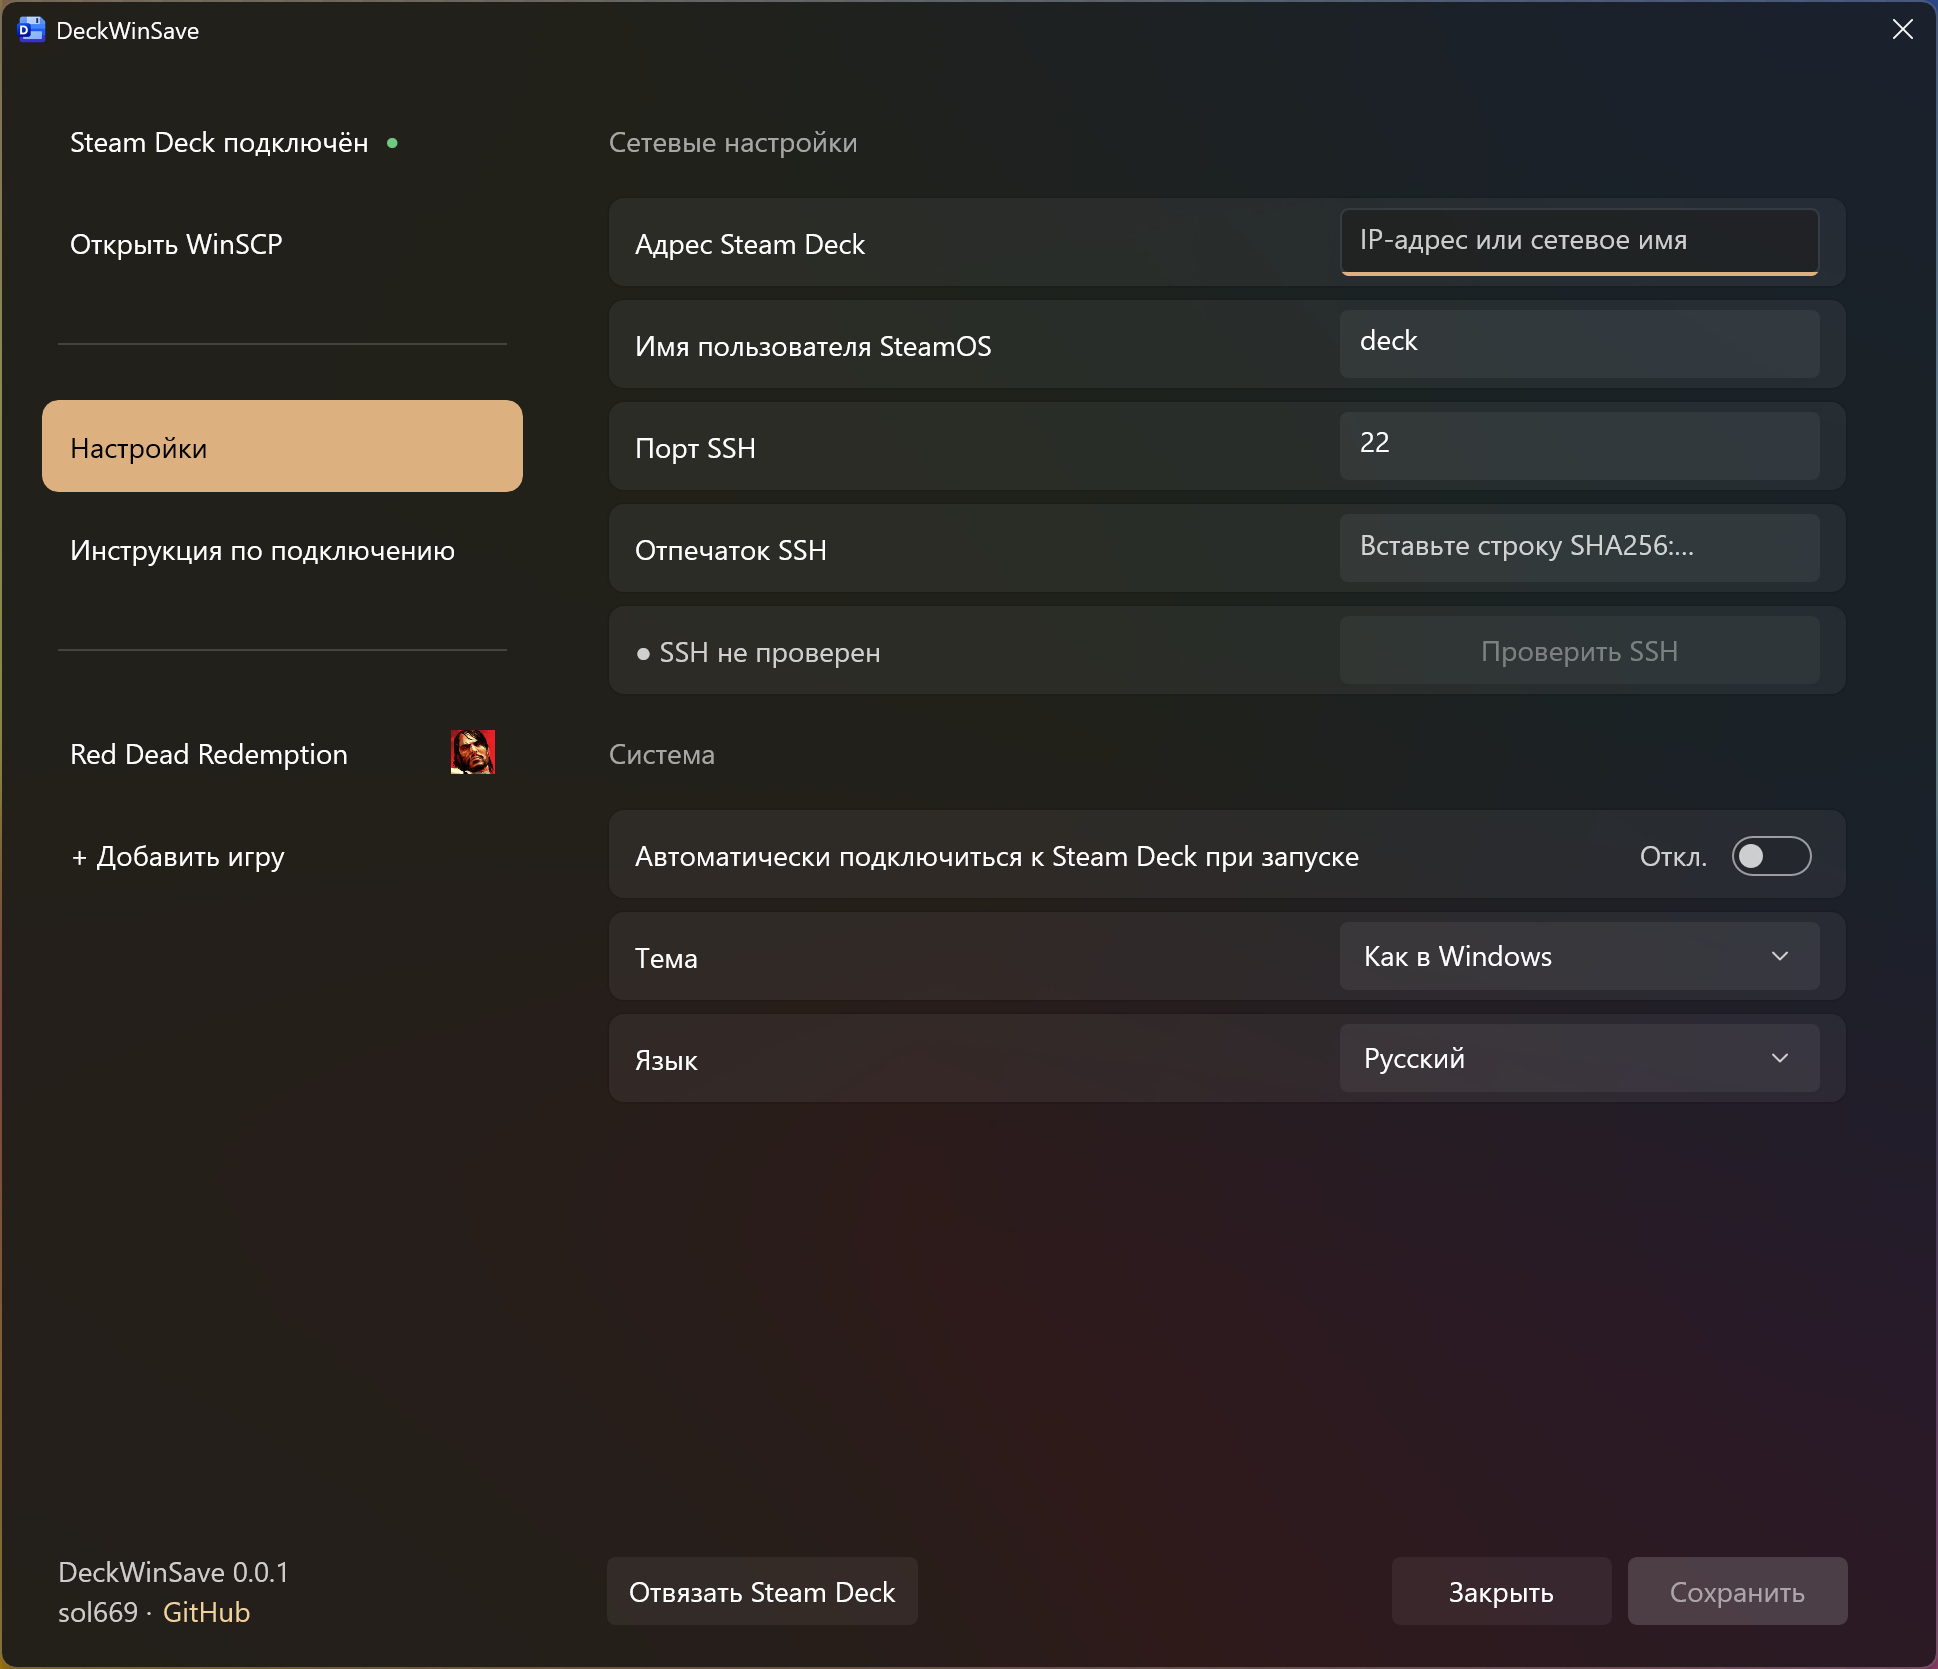 DeckWinSave
Steam Deck подключён
Открыть WinSCP
Настройки
Инструкция по подключению
Red Dead Redemption
+ Добавить игру
DeckWinSave 0.0.1
sol669 · GitHub
Сетевые настройки
Адрес Steam Deck
IP-адрес или сетевое имя
Имя пользователя SteamOS
deck
Порт SSH
22
Отпечаток SSH
Вставьте строку SHA256:...
● SSH не проверен
Проверить SSH
Система
Автоматически подключиться к Steam Deck при запуске
Откл.
Тема
Как в Windows
Язык
Русский
Отвязать Steam Deck
Закрыть
Сохранить